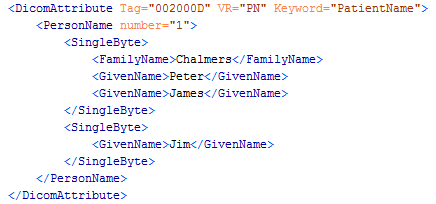 <DicomAttribute Tag="002000D" VR="PN" Keyword="PatientName">
<PersonName number="1">
<SingleByte>
<FamilyName>Chalmers</FamilyName>
<GivenName>Peter</GivenName>
<GivenName>James</GivenName>
</SingleByte>
<SingleByte>
<GivenName>Jim</GivenName>
</SingleByte>
</PersonName>
</DicomAttribute>